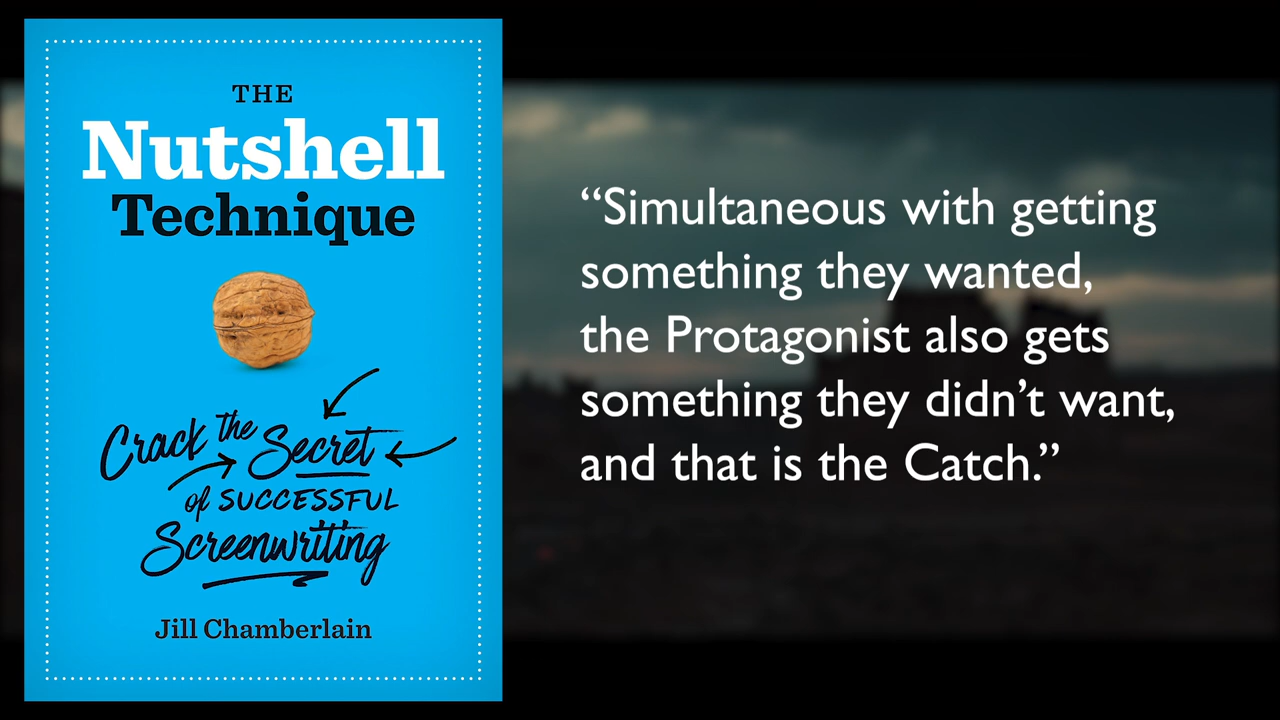 THE
Nutshell
Technique
Crack the Secret
of SUCCESSFUL
Screenwriting
Jill Chamberlain
“Simultaneous with getting
something they wanted,
the Protagonist also gets
something they didn’t want,
and that is the Catch.”